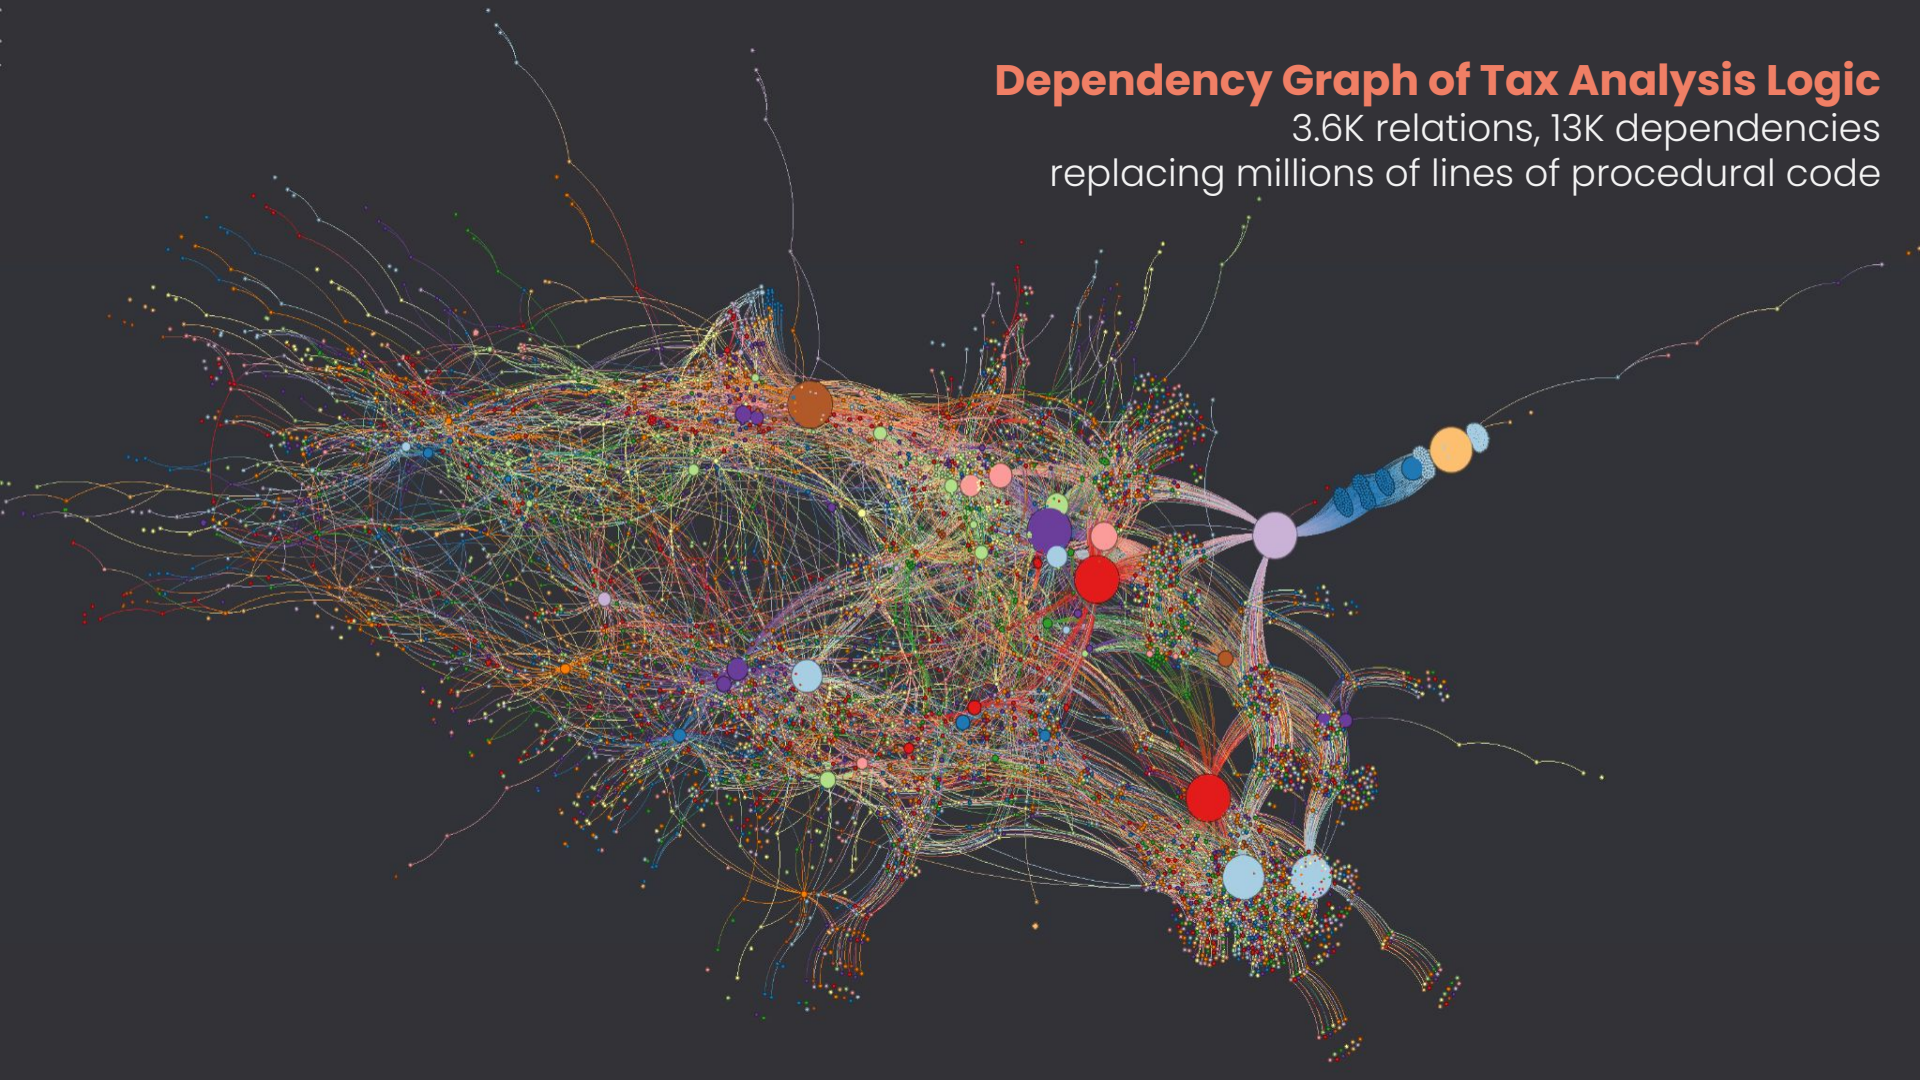 Dependency Graph of Tax Analysis Logic
3.6K relations, 13K dependencies
replacing millions of lines of procedural code